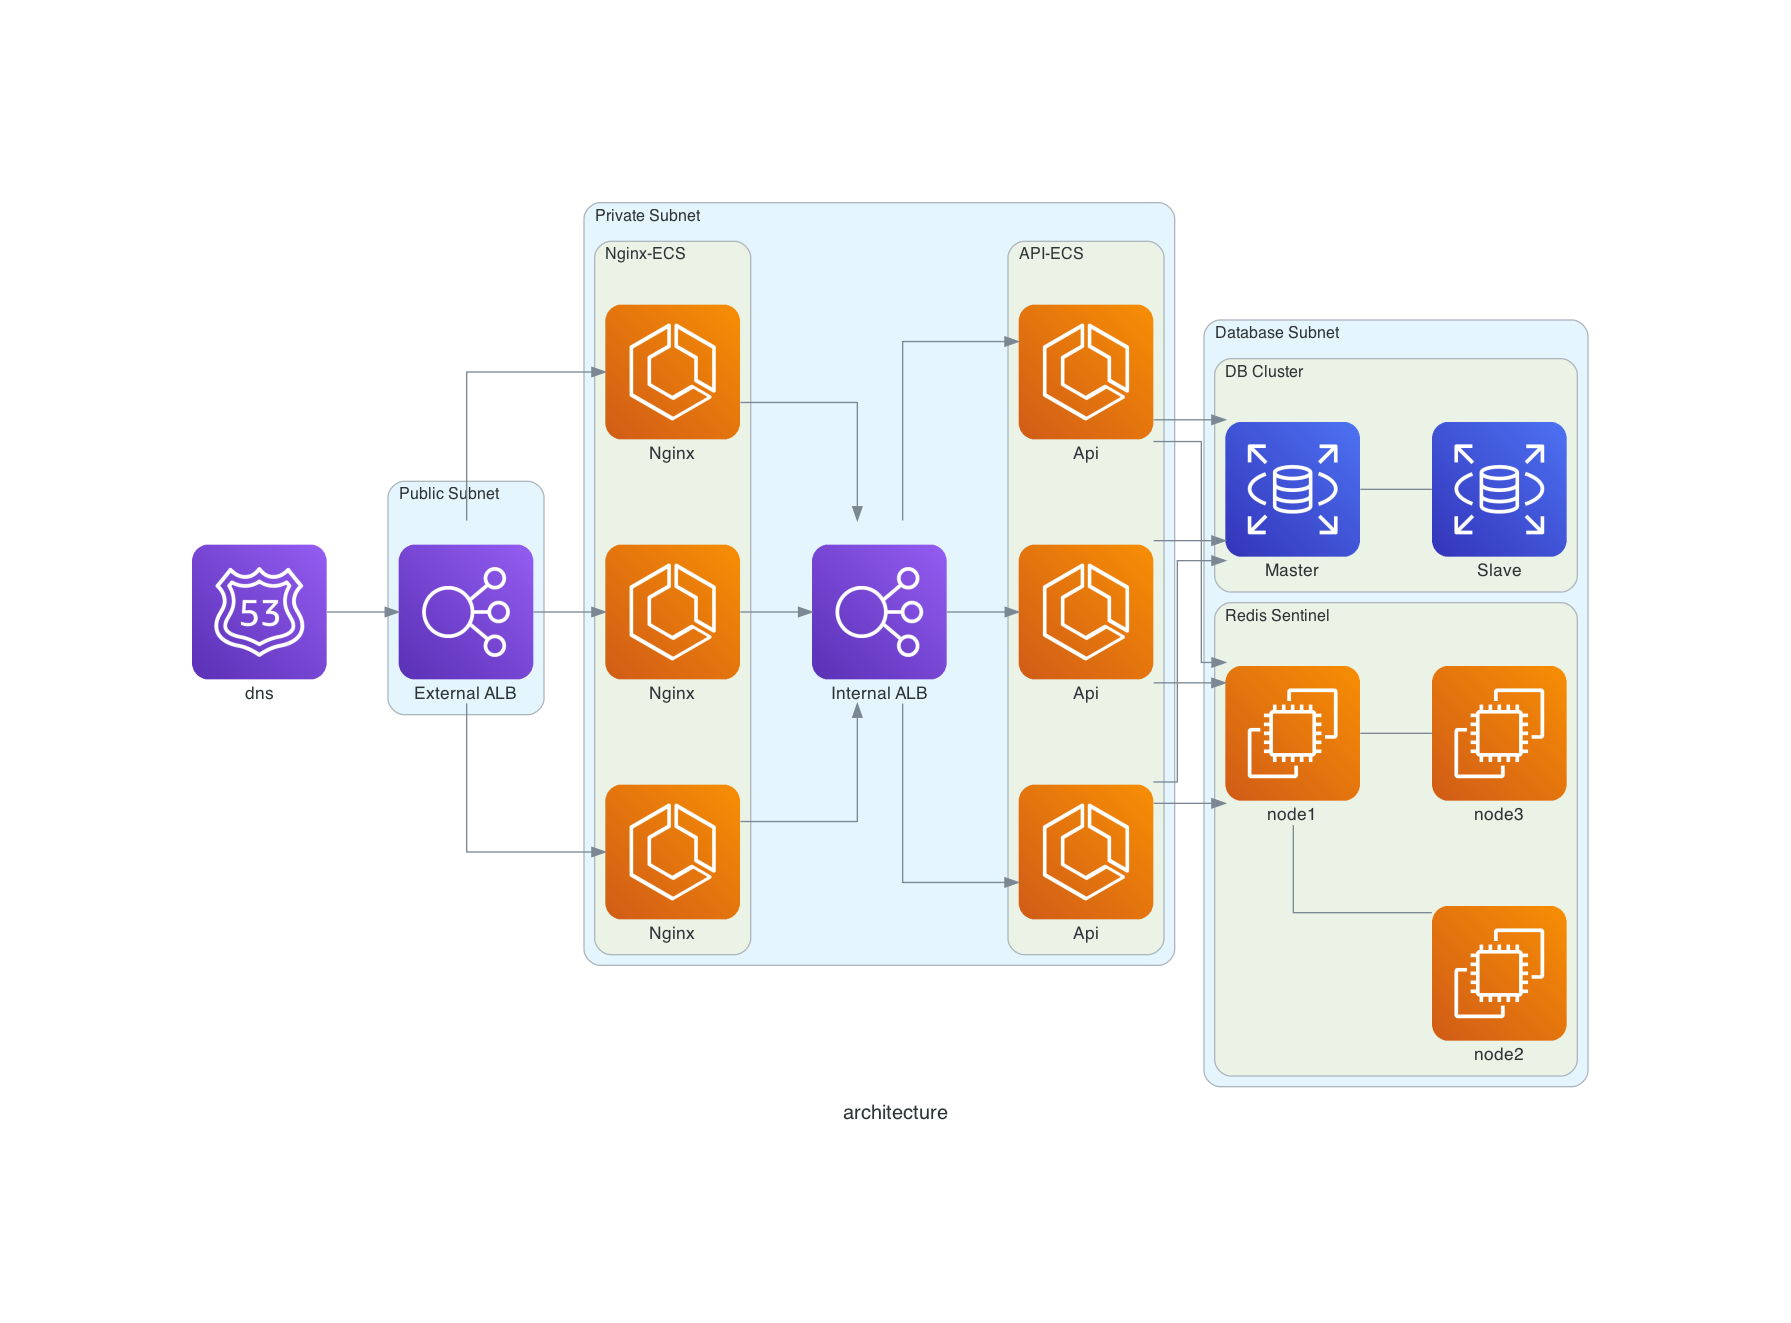 Private Subnet
Nginx-ECS
API-ECS
Database Subnet
DB Cluster
Nginx
Api
Public Subnet
Master
Slave
53
Redis Sentinel
dns
External ALB
Nginx
Internal ALB
Api
node1
node3
Nginx
Api
node2
architecture